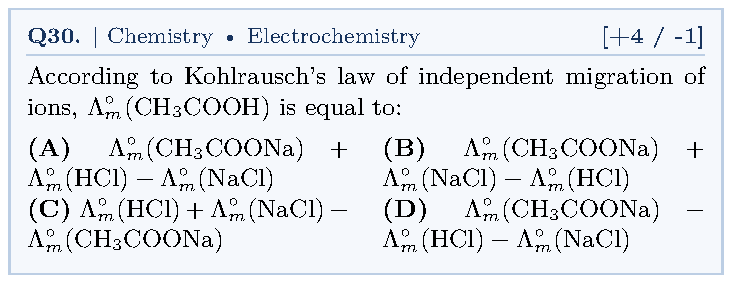 Q30. | Chemistry • Electrochemistry [+4 / -1]
According to Kohlrausch's law of independent migration of
ions, Λ°ₘ(CH₃COOH) is equal to:
(A) Λ°ₘ(CH₃COONa) + Λ°ₘ(HCl) − Λ°ₘ(NaCl)
(B) Λ°ₘ(CH₃COONa) + Λ°ₘ(NaCl) − Λ°ₘ(HCl)
(C) Λ°ₘ(HCl) + Λ°ₘ(NaCl) − Λ°ₘ(CH₃COONa)
(D) Λ°ₘ(CH₃COONa) − Λ°ₘ(HCl) − Λ°ₘ(NaCl)